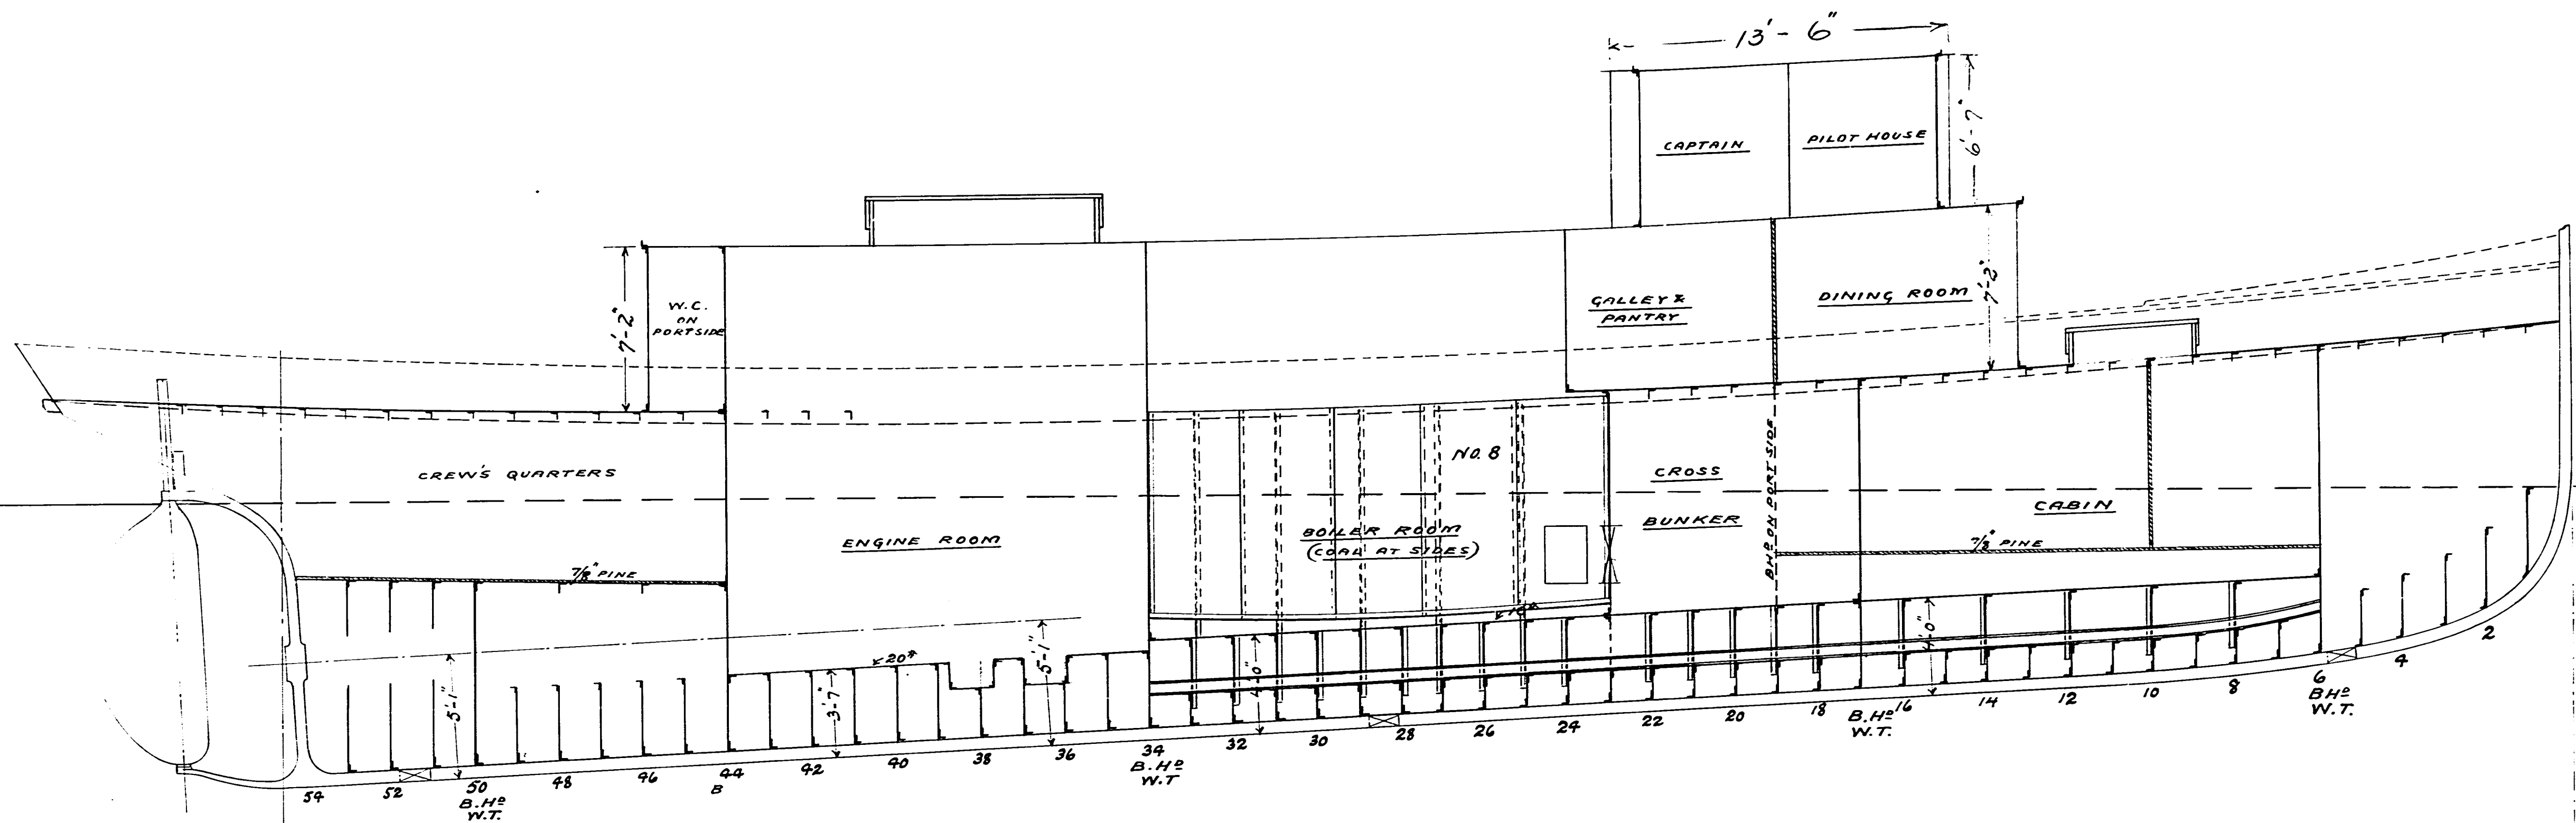 13'- 6"
CAPTAIN
PILOT HOUSE
6'-7"
W.C.
ON
PORTSIDE
7'-2"
GALLEY &
PANTRY
DINING ROOM
7'-2"
CREW'S QUARTERS
ENGINE ROOM
NO. 8
BOILER ROOM
(COAL AT SIDES)
CROSS
BUNKER
BHD ON PORT SIDE
CABIN
7/8" PINE
7/8" PINE
5'-1"
20#
3'-7"
5'-1"
4'-0"
4'-0"
54
52
50
B.HD
W.T.
48
46
44
B
42
40
38
36
34
B.HD
W.T
32
30
28
26
24
22
20
18
B.HD
W.T.
16
14
12
10
8
6
BHD
W.T.
4
2